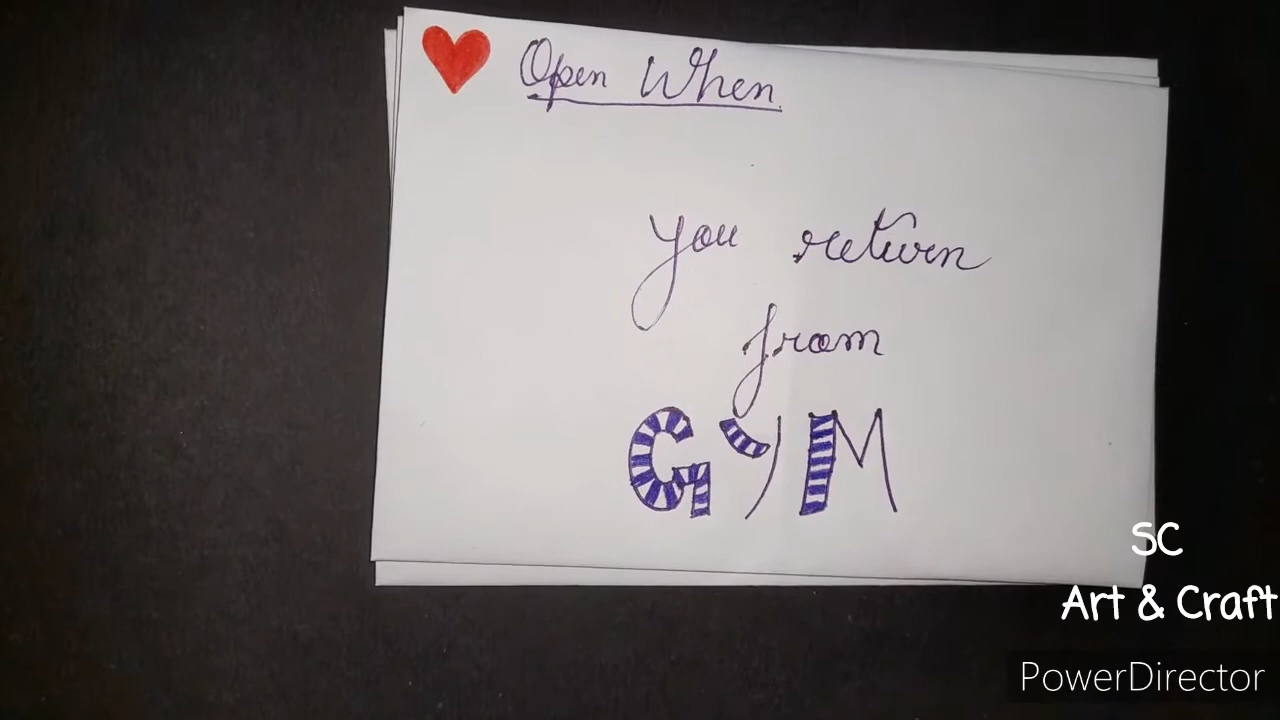 Open When
you return
from
GYM
SC
Art & Craft
PowerDirector